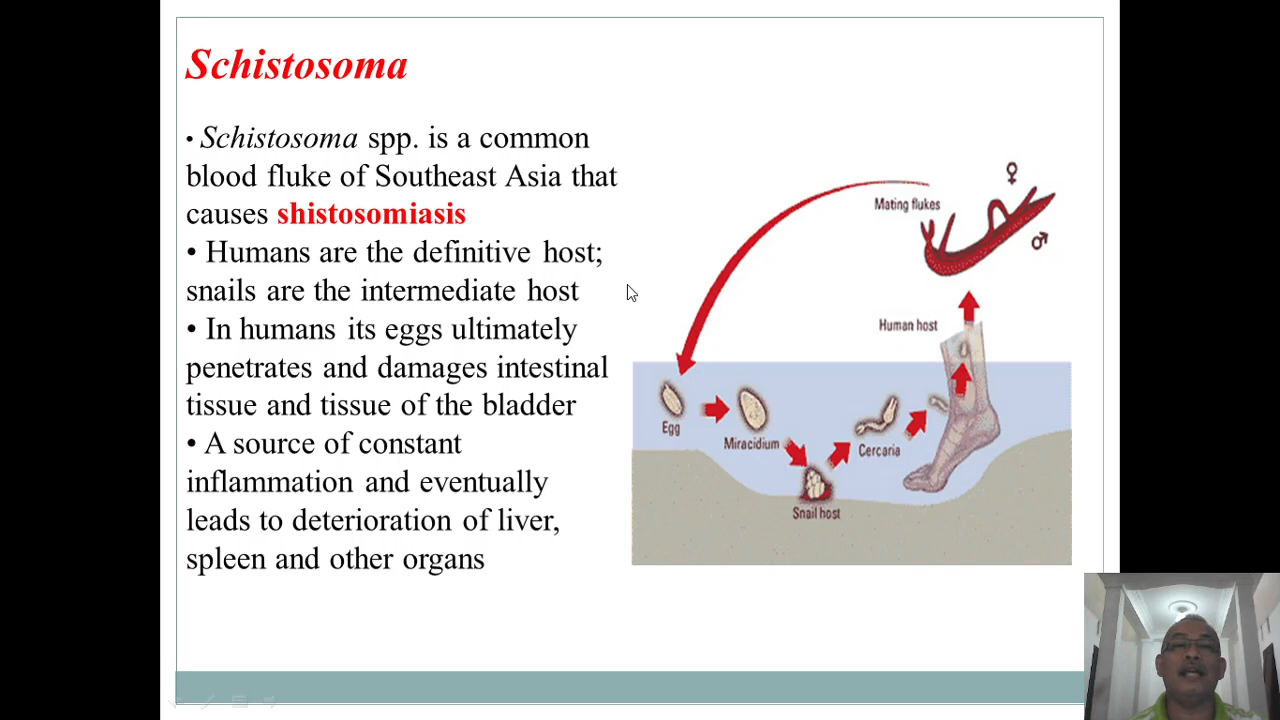 Schistosoma
• Schistosoma spp. is a common
blood fluke of Southeast Asia that
causes shistosomiasis
• Humans are the definitive host;
snails are the intermediate host
• In humans its eggs ultimately
penetrates and damages intestinal
tissue and tissue of the bladder
• A source of constant
inflammation and eventually
leads to deterioration of liver,
spleen and other organs
♀
Mating flukes
♂
Human host
Egg
Miracidium
Cercaria
Snail host